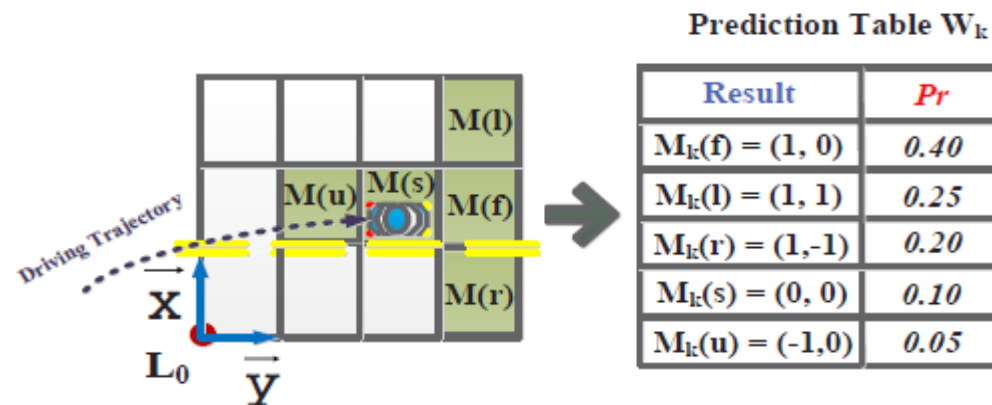 Prediction Table Wk
Result Pr
Mk(f) = (1, 0) 0.40
Mk(l) = (1, 1) 0.25
Mk(r) = (1,-1) 0.20
Mk(s) = (0, 0) 0.10
Mk(u) = (-1,0) 0.05
M(l)
M(u) M(s) M(f)
M(r)
Driving Trajectory
X
L0
y